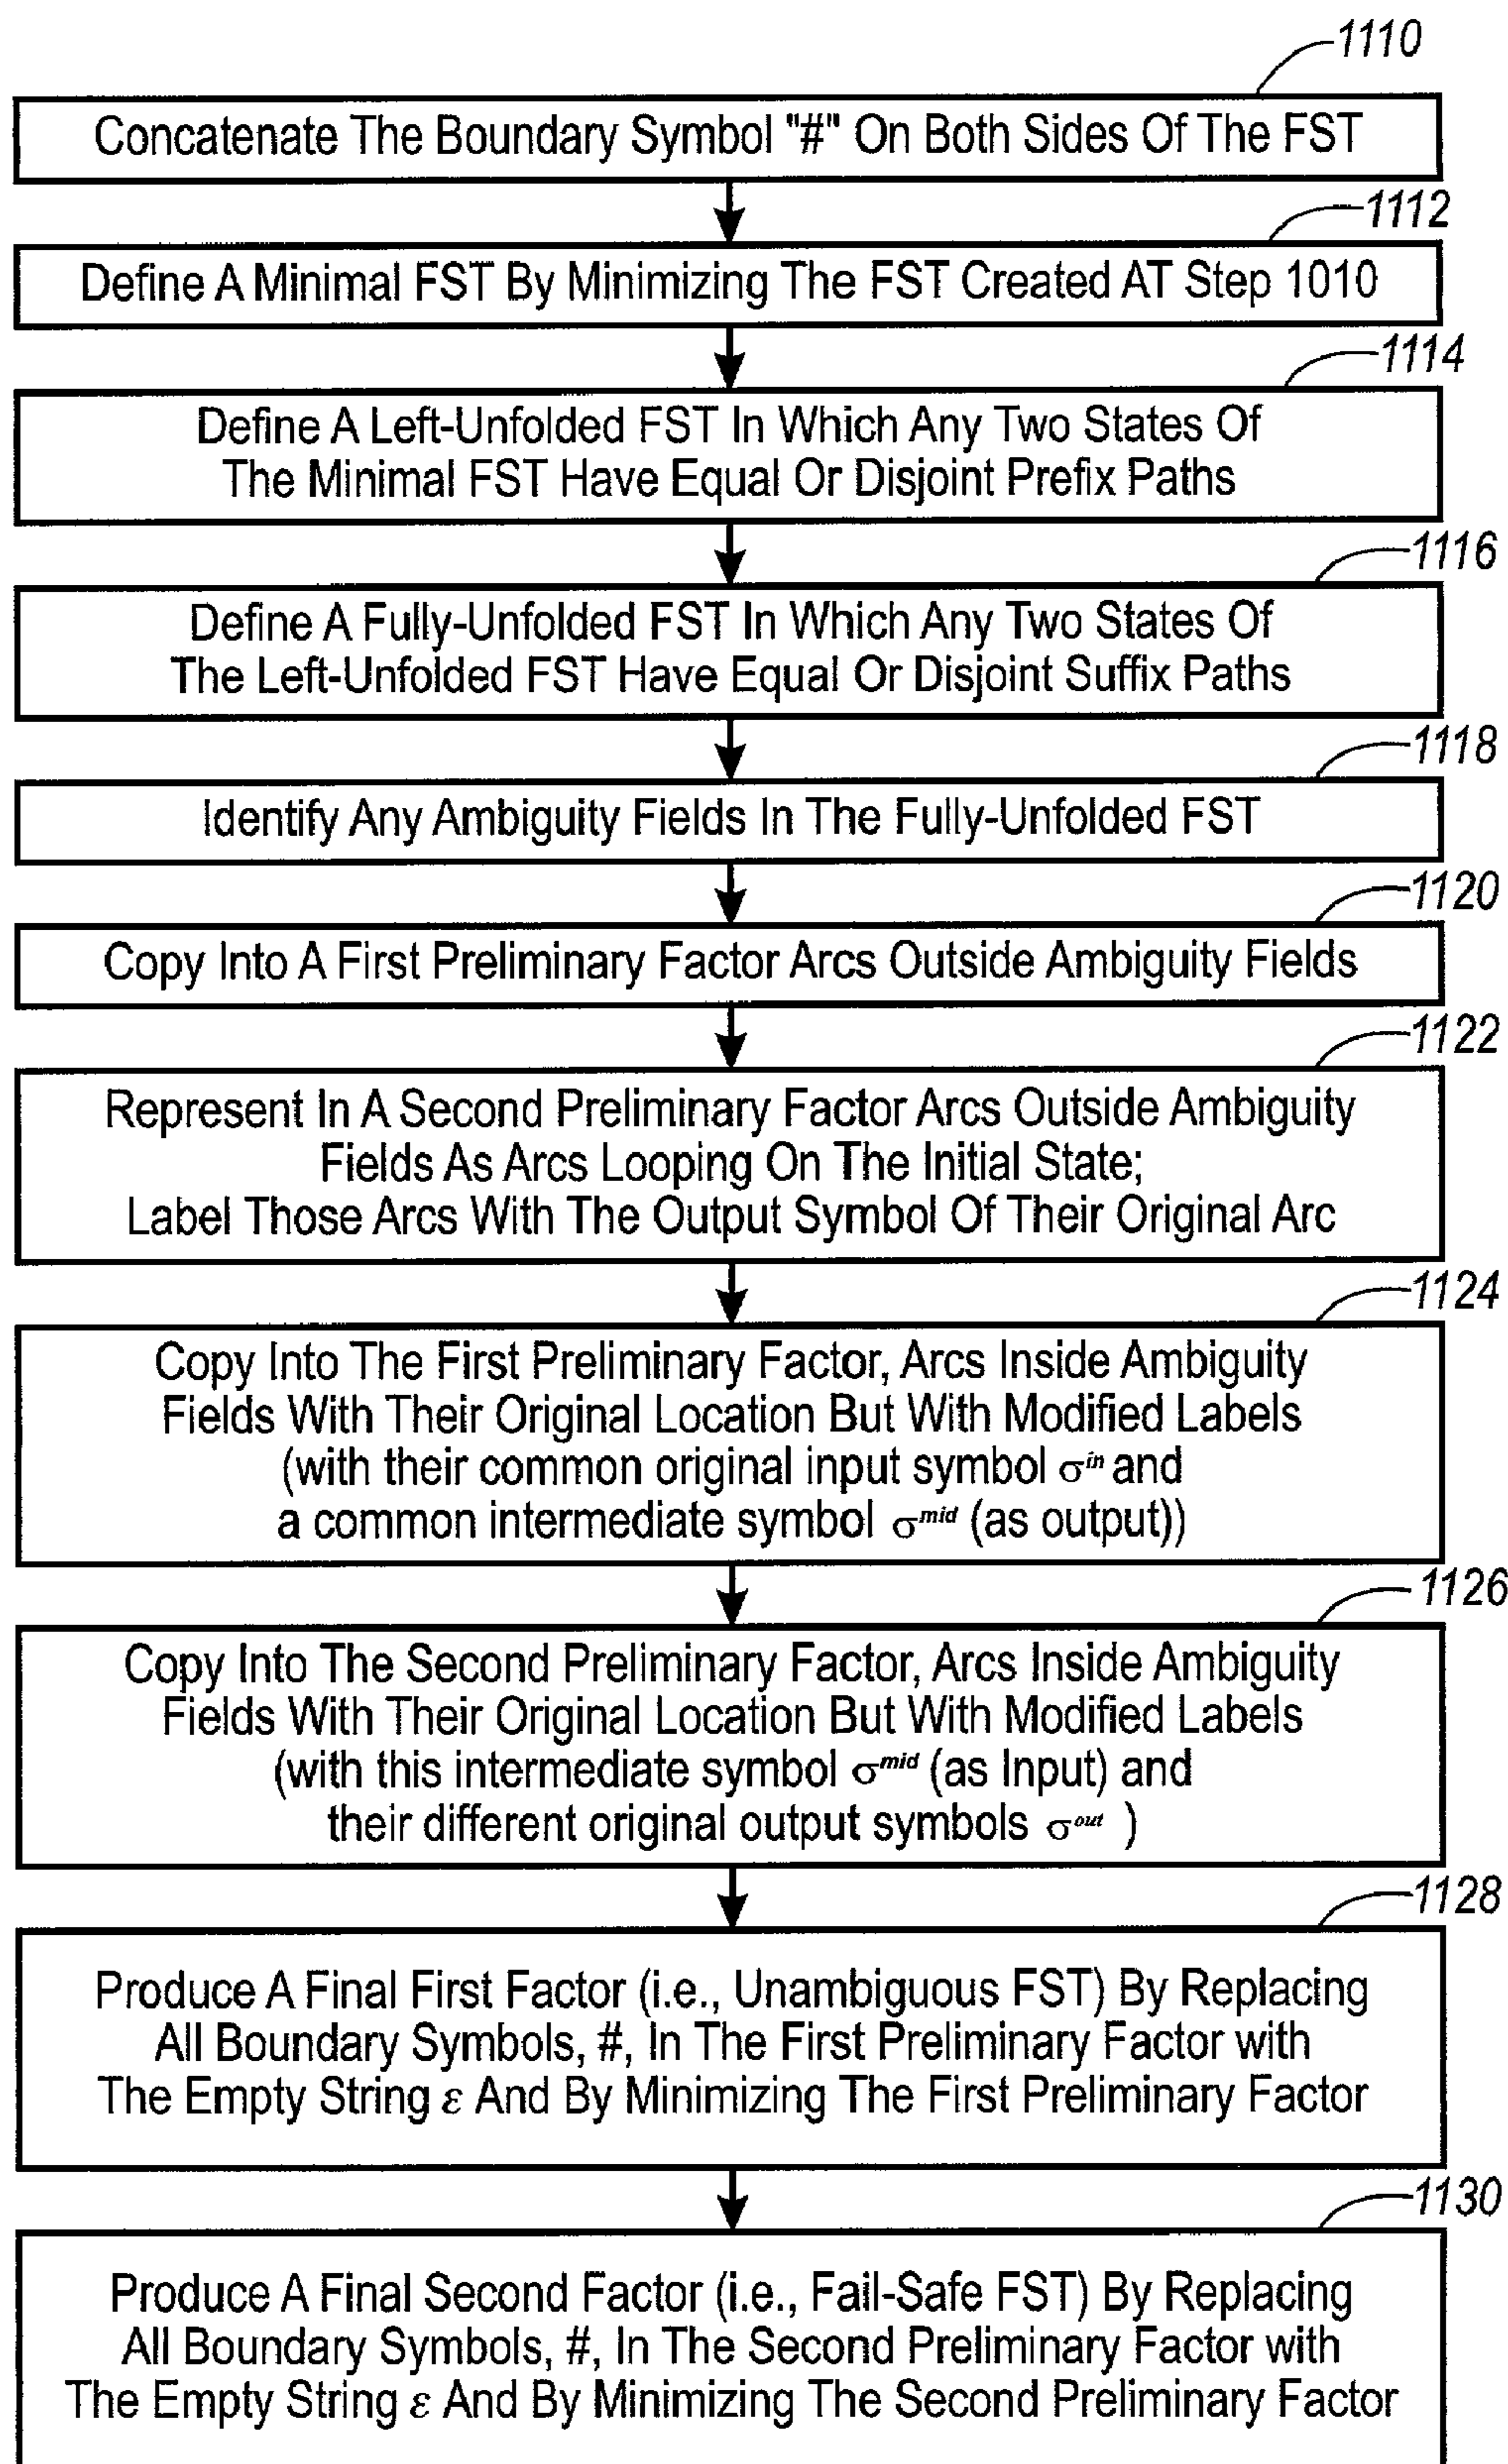 1110
Concatenate The Boundary Symbol "#" On Both Sides Of The FST
1112
Define A Minimal FST By Minimizing The FST Created AT Step 1010
1114
Define A Left-Unfolded FST In Which Any Two States Of
The Minimal FST Have Equal Or Disjoint Prefix Paths
1116
Define A Fully-Unfolded FST In Which Any Two States Of
The Left-Unfolded FST Have Equal Or Disjoint Suffix Paths
1118
Identify Any Ambiguity Fields In The Fully-Unfolded FST
1120
Copy Into A First Preliminary Factor Arcs Outside Ambiguity Fields
1122
Represent In A Second Preliminary Factor Arcs Outside Ambiguity
Fields As Arcs Looping On The Initial State;
Label Those Arcs With The Output Symbol Of Their Original Arc
1124
Copy Into The First Preliminary Factor, Arcs Inside Ambiguity
Fields With Their Original Location But With Modified Labels
(with their common original input symbol σ^in and
a common intermediate symbol σ^mid (as output))
1126
Copy Into The Second Preliminary Factor, Arcs Inside Ambiguity
Fields With Their Original Location But With Modified Labels
(with this intermediate symbol σ^mid (as Input) and
their different original output symbols σ^out )
1128
Produce A Final First Factor (i.e., Unambiguous FST) By Replacing
All Boundary Symbols, #, In The First Preliminary Factor with
The Empty String ε And By Minimizing The First Preliminary Factor
1130
Produce A Final Second Factor (i.e., Fail-Safe FST) By Replacing
All Boundary Symbols, #, In The Second Preliminary Factor with
The Empty String ε And By Minimizing The Second Preliminary Factor